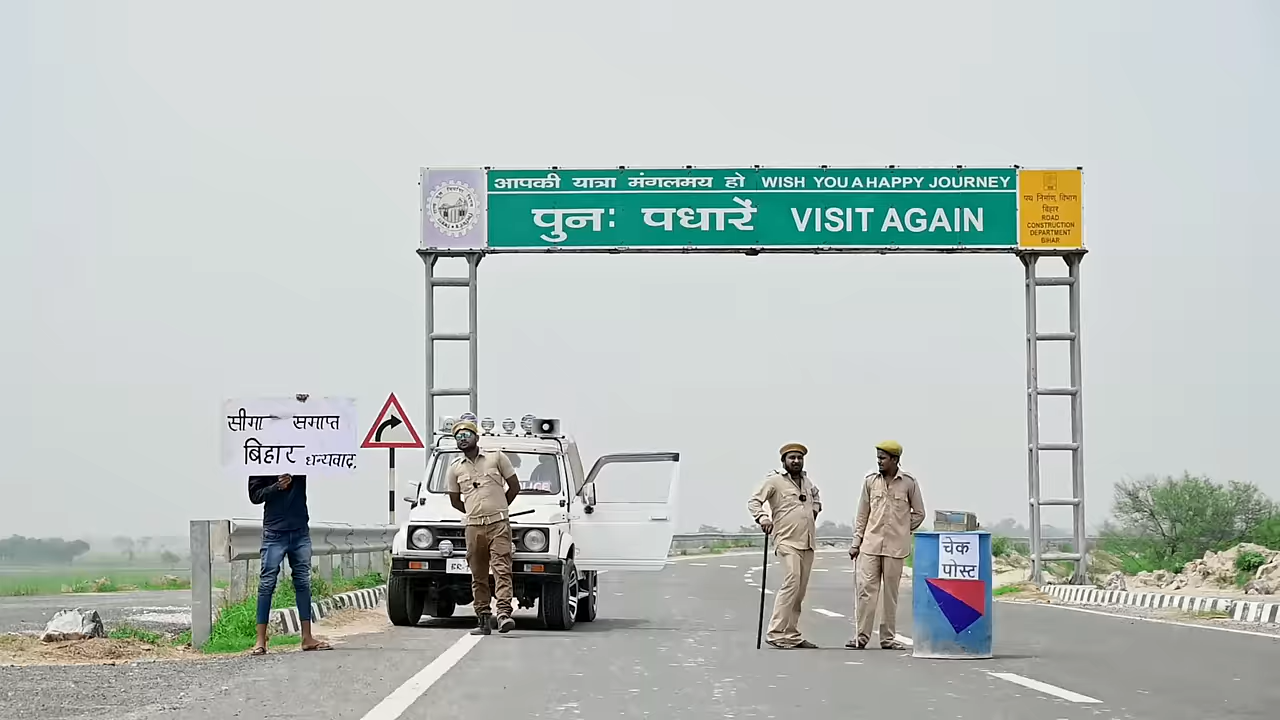 आपकी यात्रा मंगलमय हो WISH YOU A HAPPY JOURNEY
पुनः पधारें VISIT AGAIN
पथ निर्माण विभाग
बिहार
ROAD
CONSTRUCTION
DEPARTMENT
BIHAR
सीमा समाप्त
बिहार धन्यवाद,
चेक
पोस्ट